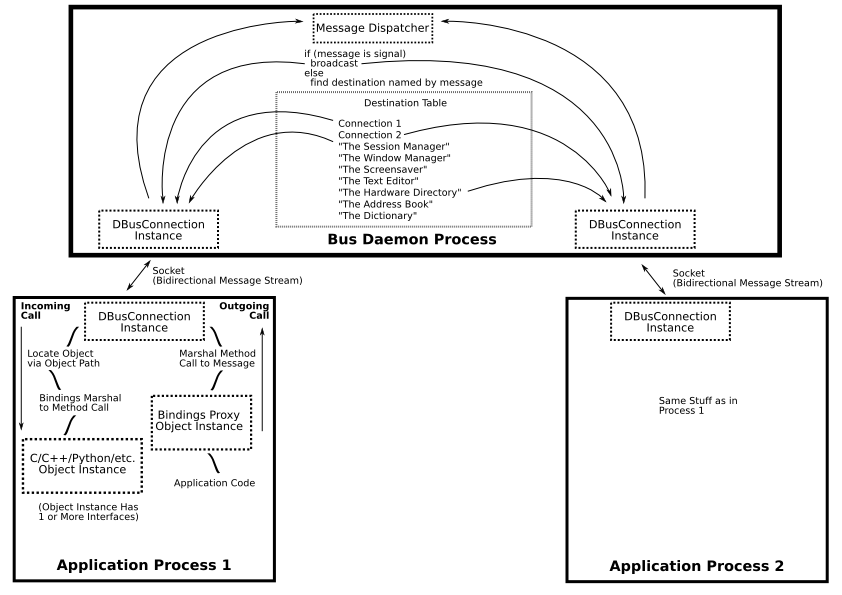 Message Dispatcher
if (message is signal)
broadcast
else
find destination named by message
Destination Table
Connection 1
Connection 2
"The Session Manager"
"The Window Manager"
"The Screensaver"
"The Text Editor"
"The Hardware Directory"
"The Address Book"
"The Dictionary"
DBusConnection
Instance
DBusConnection
Instance
Bus Daemon Process
Socket
(Bidirectional Message Stream)
Socket
(Bidirectional Message Stream)
Incoming
Call
DBusConnection
Instance
Outgoing
Call
Locate Object
via Object Path
Marshal Method
Call to Message
Bindings Marshal
to Method Call
Bindings Proxy
Object Instance
C/C++/Python/etc.
Object Instance
Application Code
(Object Instance Has
1 or More Interfaces)
Application Process 1
DBusConnection
Instance
Same Stuff as in
Process 1
Application Process 2